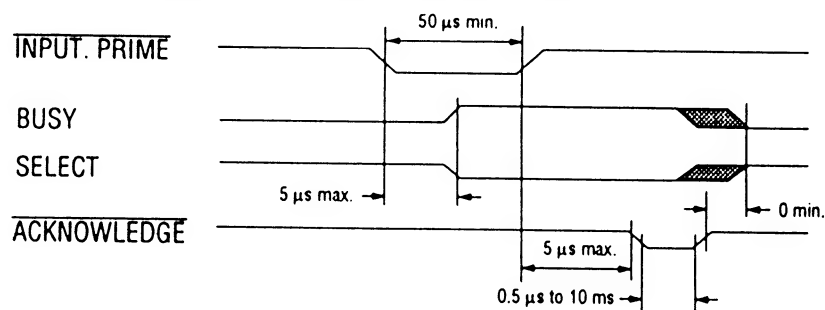 50 µs min.
INPUT. PRIME
BUSY
SELECT
5 µs max.
0 min.
ACKNOWLEDGE
5 µs max.
0.5 µs to 10 ms